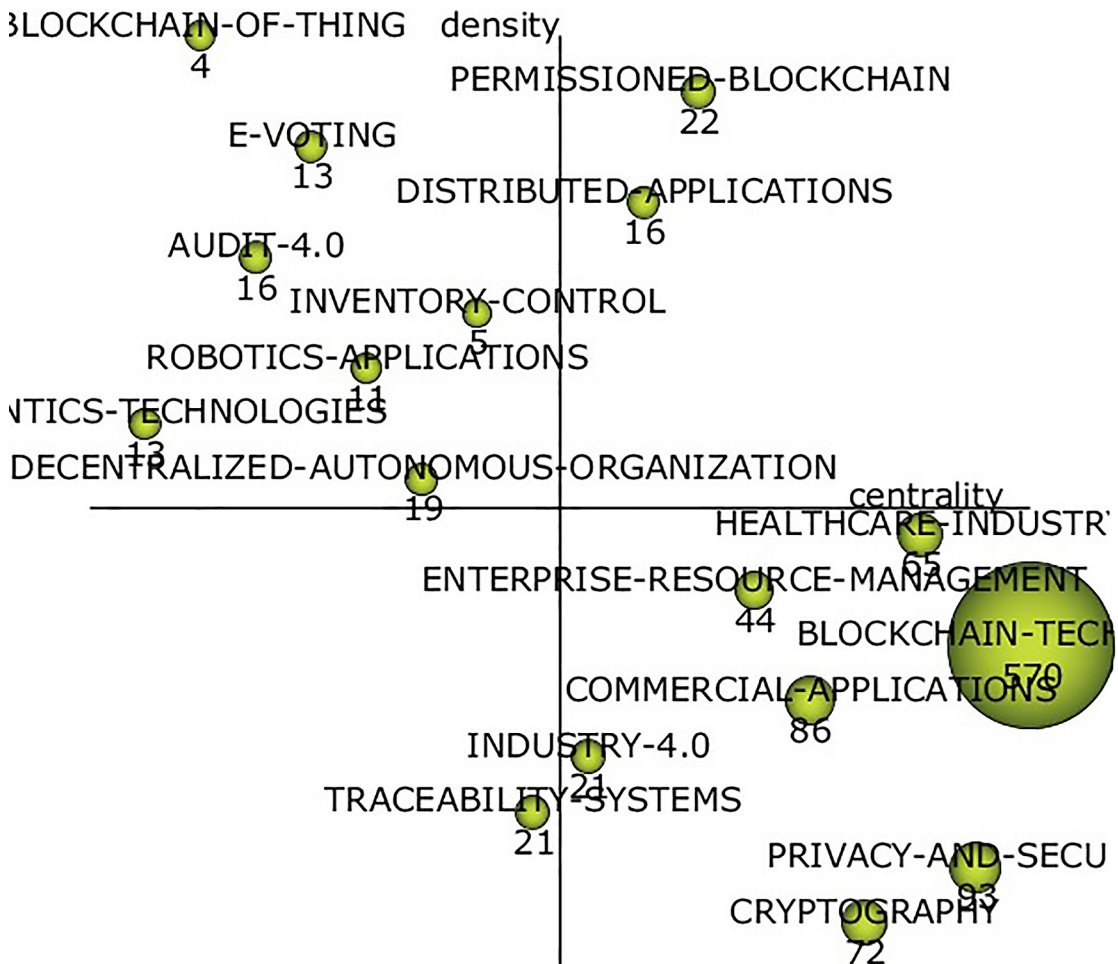 BLOCKCHAIN-OF-THING density
4
PERMISSIONED-BLOCKCHAIN
22
E-VOTING
13
DISTRIBUTED-APPLICATIONS
16
AUDIT-4.0
16
INVENTORY-CONTROL
5
ROBOTICS-APPLICATIONS
11
NTICS-TECHNOLOGIES
13
DECENTRALIZED-AUTONOMOUS-ORGANIZATION
19
centrality
HEALTHCARE-INDUSTRY
65
ENTERPRISE-RESOURCE-MANAGEMENT
44
BLOCKCHAIN-TECH
570
COMMERCIAL-APPLICATIONS
86
INDUSTRY-4.0
21
TRACEABILITY-SYSTEMS
21
PRIVACY-AND-SECU
93
CRYPTOGRAPHY
72